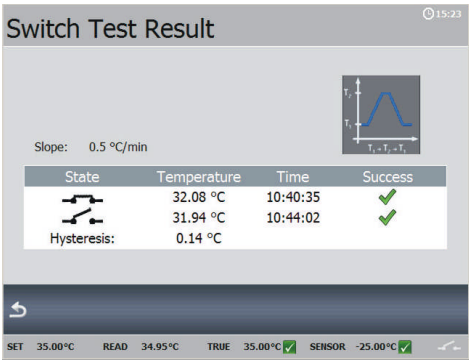 15:23
Switch Test Result
T₂
T₁
T₁ - T₂ - T₁
Slope: 0.5 °C/min
State Temperature Time Success
32.08 °C 10:40:35
31.94 °C 10:44:02
Hysteresis: 0.14 °C
SET 35.00°C READ 34.95°C TRUE 35.00°C SENSOR -25.00°C